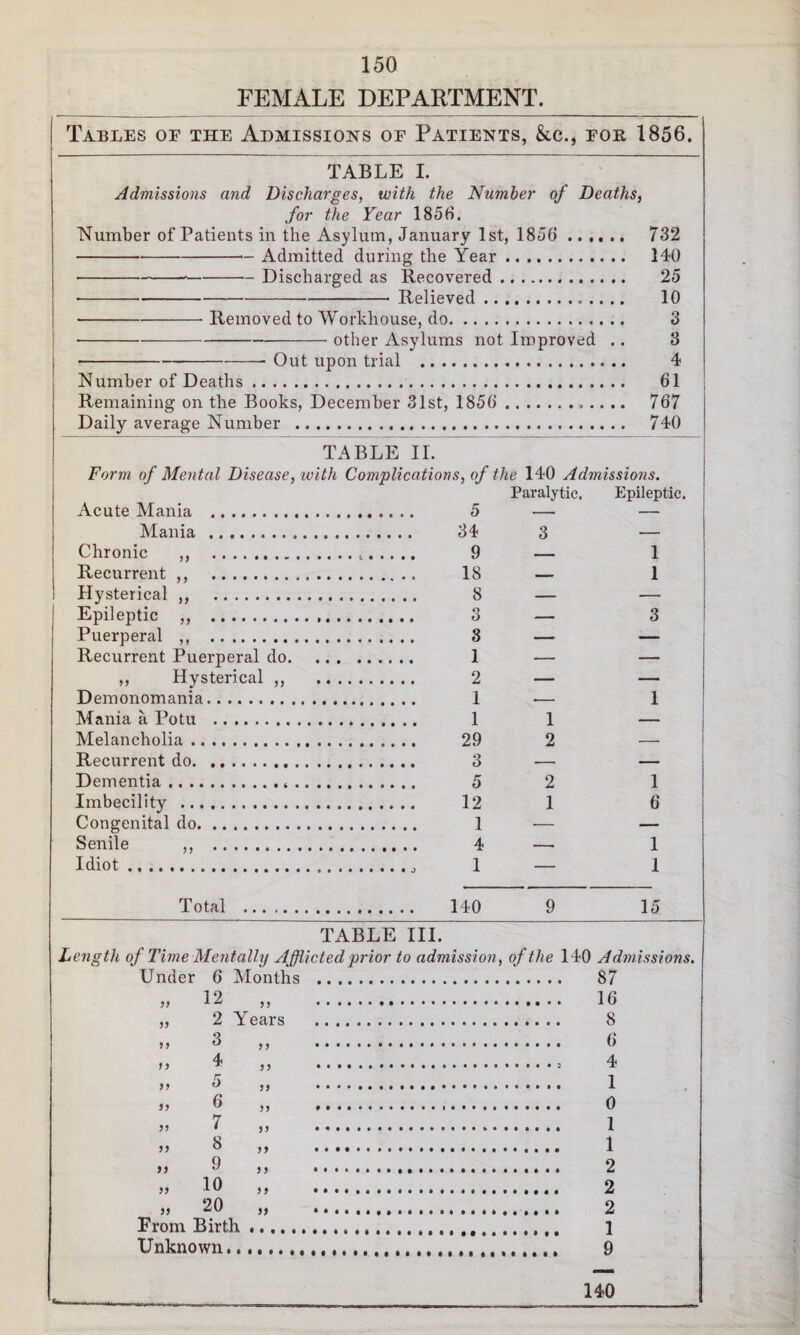 150
FEMALE DEPARTMENT.
Tables of the Admissions of Patients, &c., for 1856.
TABLE I.
Admissions and Discharges, with the Number of Deaths,
for the Year 1856.
Number of Patients in the Asylum, January 1st, 1856 ...... 732
———— Admitted during the Year ............ 140
———— Discharged as Recovered ............ 25
———————— Relieved ............ 10
———— Removed to Workhouse, do. ............ 3
———————— other Asylums not Improved .. 3
———— Out upon trial ............ 4
Number of Deaths ............ 61
Remaining on the Books, December 31st, 1856 ............ 767
Daily average Number ............ 740
TABLE II.
Form of Mental Disease, with Complications, of the 140 Admissions.
Paralytic. Epileptic.
Acute Mania ............ 5 — —
Mania ............ 34 3 —
Chronic ,, ............ 9 — 1
Recurrent ,, ............ 18 — 1
Hysterical ,, ............ 8 — —
Epileptic ,, ............ 3 — 3
Puerperal ,, ............ 3 — —
Recurrent Puerperal do. ............ 1 — —
,, Hysterical ,, ............ 2 — —
Demonomania ............ 1 — 1
Mania à Potu ............ 1 1 —
Melancholia ............ 29 2 —
Recurrent do. ............ 3 — —
Dementia ............ 5 2 1
Imbecility ............ 12 1 6
Congenital do. ............ 1 — —
Senile ,, ............ 4 — 1
Idiot ............ 1 — 1
Total ............ 140 9 15
TABLE III.
Length of Time Mentally Afflicted prior to admission, of the 140 Admissions.
Under 6 Months ............ 87
,, 12 ,, ............ 16
,, 2 Years ............ 8
,, 3 ,, ............ 6
,, 4 ,, ............ 4
,, 5 ,, ............ 1
,, 6 ,, ............ 0
,, 7 ,, ............ 1
,, 8 ,, ............ 1
,, 9 ,, ............ 2
,, 10 ,, ............ 2
,, 20 ,, ............ 2
From Birth ............ 1
Unknown ............ 9
140